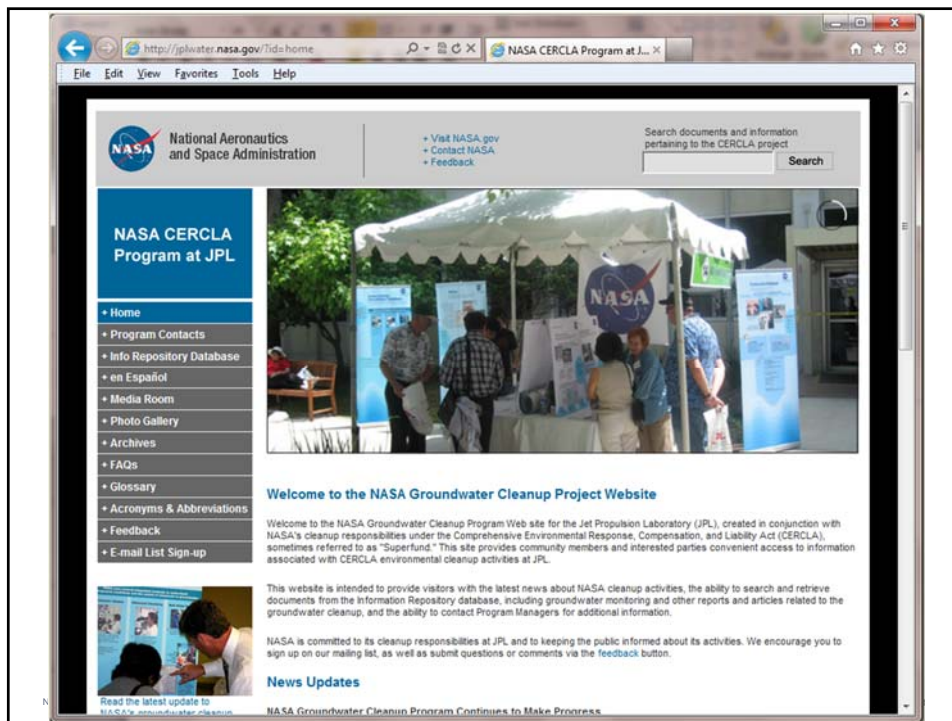 http://jplwater.nasa.gov/?id=home
NASA CERCLA Program at J...
File Edit View Favorites Tools Help
NASA
National Aeronautics
and Space Administration
+ Visit NASA.gov
+ Contact NASA
+ Feedback
Search documents and information
pertaining to the CERCLA project
Search
NASA CERCLA
Program at JPL
NASA
+ Home
+ Program Contacts
+ Info Repository Database
+ en Español
+ Media Room
+ Photo Gallery
+ Archives
+ FAQs
+ Glossary
+ Acronyms & Abbreviations
+ Feedback
+ E-mail List Sign-up
Welcome to the NASA Groundwater Cleanup Project Website
Welcome to the NASA Groundwater Cleanup Program Web site for the Jet Propulsion Laboratory (JPL), created in conjunction with
NASA's cleanup responsibilities under the Comprehensive Environmental Response, Compensation, and Liability Act (CERCLA),
sometimes referred to as "Superfund." This site provides community members and interested parties convenient access to information
associated with CERCLA environmental cleanup activities at JPL.
This website is intended to provide visitors with the latest news about NASA cleanup activities, the ability to search and retrieve
documents from the Information Repository database, including groundwater monitoring and other reports and articles related to the
groundwater cleanup, and the ability to contact Program Managers for additional information.
NASA is committed to its cleanup responsibilities at JPL and to keeping the public informed about its activities. We encourage you to
sign up on our mailing list, as well as submit questions or comments via the feedback button.
News Updates
NASA Groundwater Cleanup Program Continues to Make Progress
Read the latest update to
NASA's groundwater cleanup
N